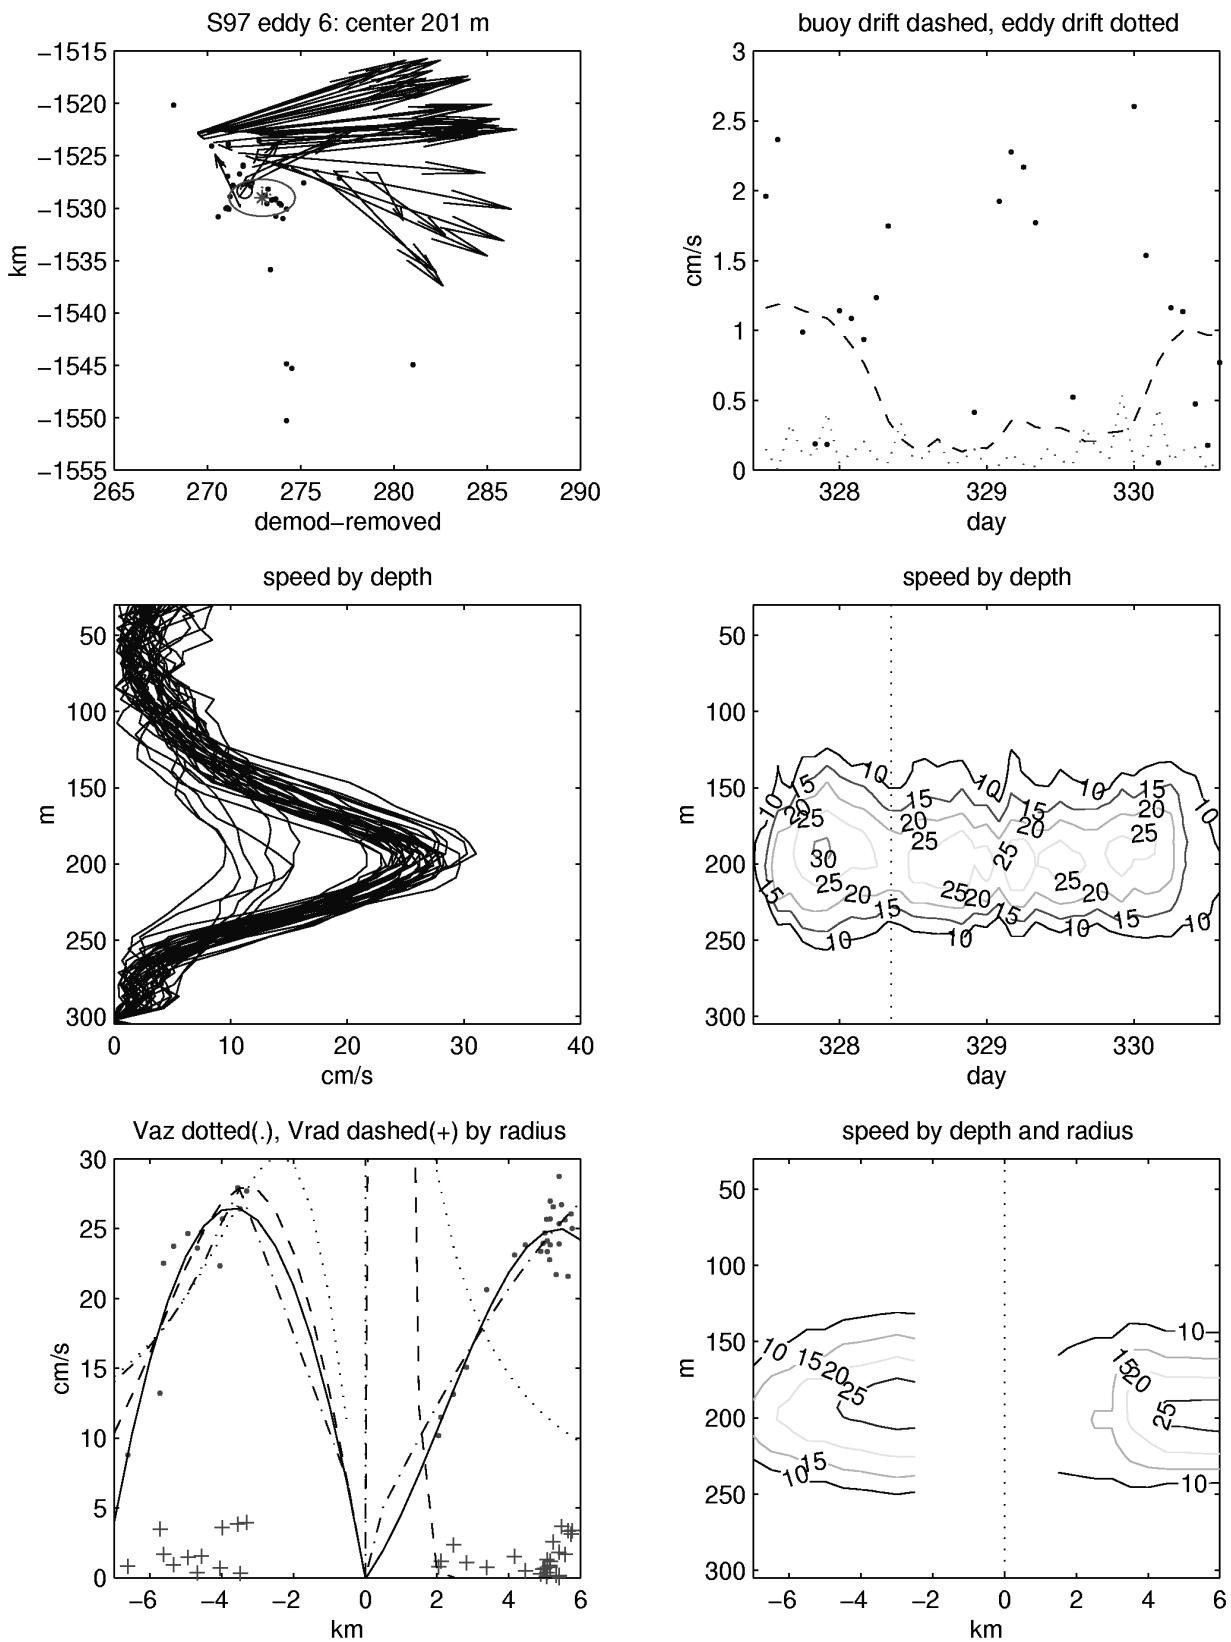 S97 eddy 6: center 201 m
−1515
−1520
−1525
−1530
−1535
−1540
−1545
−1550
−1555
km
265 270 275 280 285 290
demod−removed
buoy drift dashed, eddy drift dotted
3
2.5
2
1.5
1
0.5
0
cm/s
328 329 330
day
speed by depth
50
100
150
200
250
300
m
0 10 20 30 40
cm/s
speed by depth
50
100
150
200
250
300
m
10 15 20 25 30 25 20 15 10
10 15 20 25 25 20 15 10
25 15 20 10 25 20 15 10
15 20 25 10 10
328 329 330
day
Vaz dotted(.), Vrad dashed(+) by radius
30
25
20
15
10
5
0
cm/s
−6 −4 −2 0 2 4 6
km
speed by depth and radius
50
100
150
200
250
300
m
10 15 20 25
15
10
10
15
20
25
10
−6 −4 −2 0 2 4 6
km